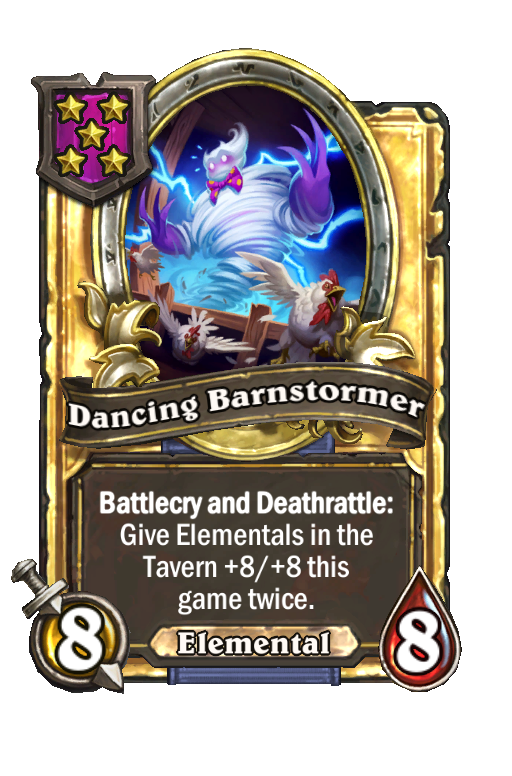 Dancing Barnstormer
Battlecry and Deathrattle:
Give Elementals in the
Tavern +8/+8 this
game twice.
8
Elemental
8